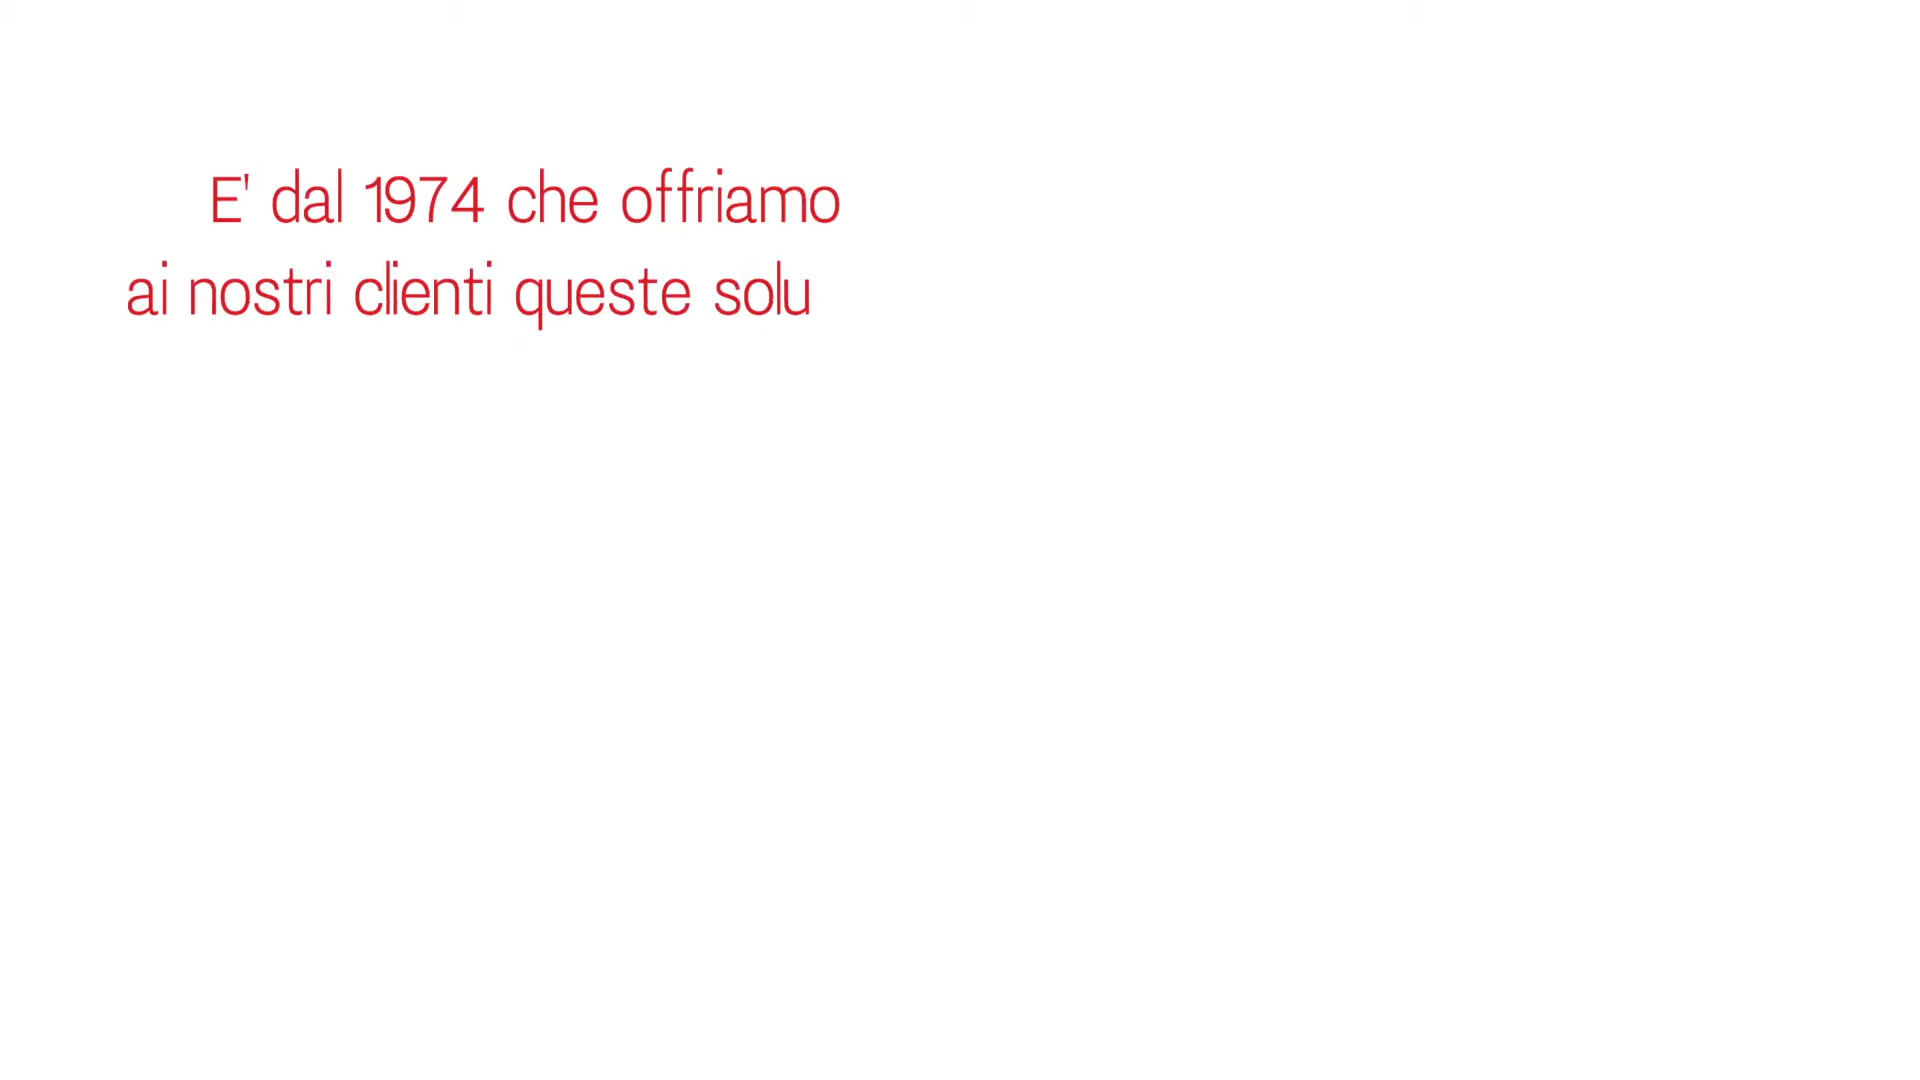 E' dal 1974 che offriamo
ai nostri clienti queste solu